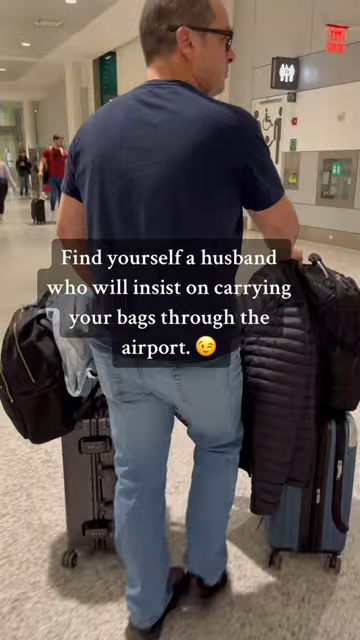 Find yourself a husband
who will insist on carrying
your bags through the
airport. 😉